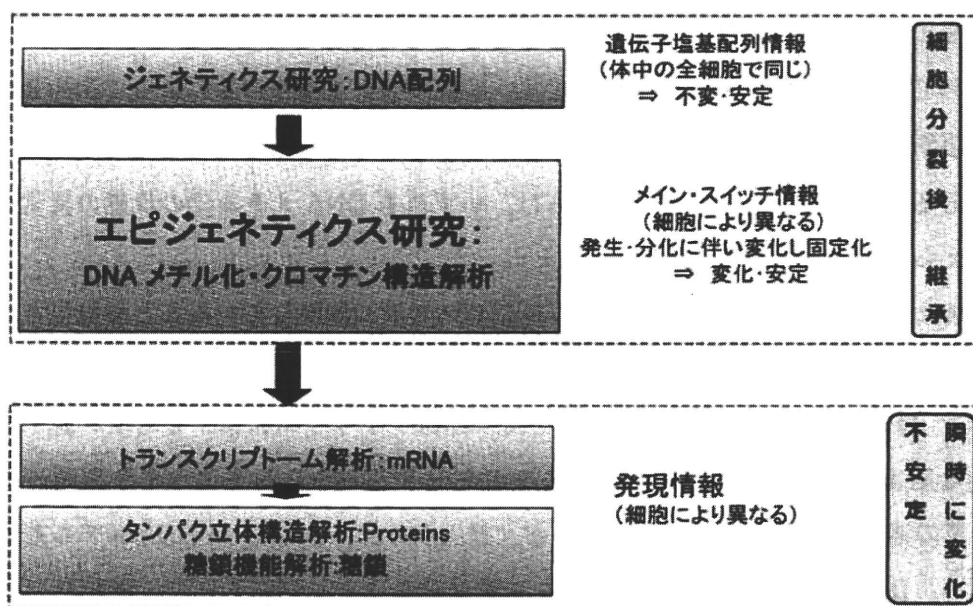 ジェネティクス研究:DNA配列
遺伝子塩基配列情報
(体中の全細胞で同じ)
⇒ 不変・安定
エピジェネティクス研究:
DNA メチル化・クロマチン構造解析
メイン・スイッチ情報
(細胞により異なる)
発生・分化に伴い変化し固定化
⇒ 変化・安定
細胞分裂後 継承
トランスクリプトーム解析:mRNA
タンパク立体構造解析:Proteins
糖鎖機能解析:糖鎖
発現情報
(細胞により異なる)
瞬時に変化
不安定